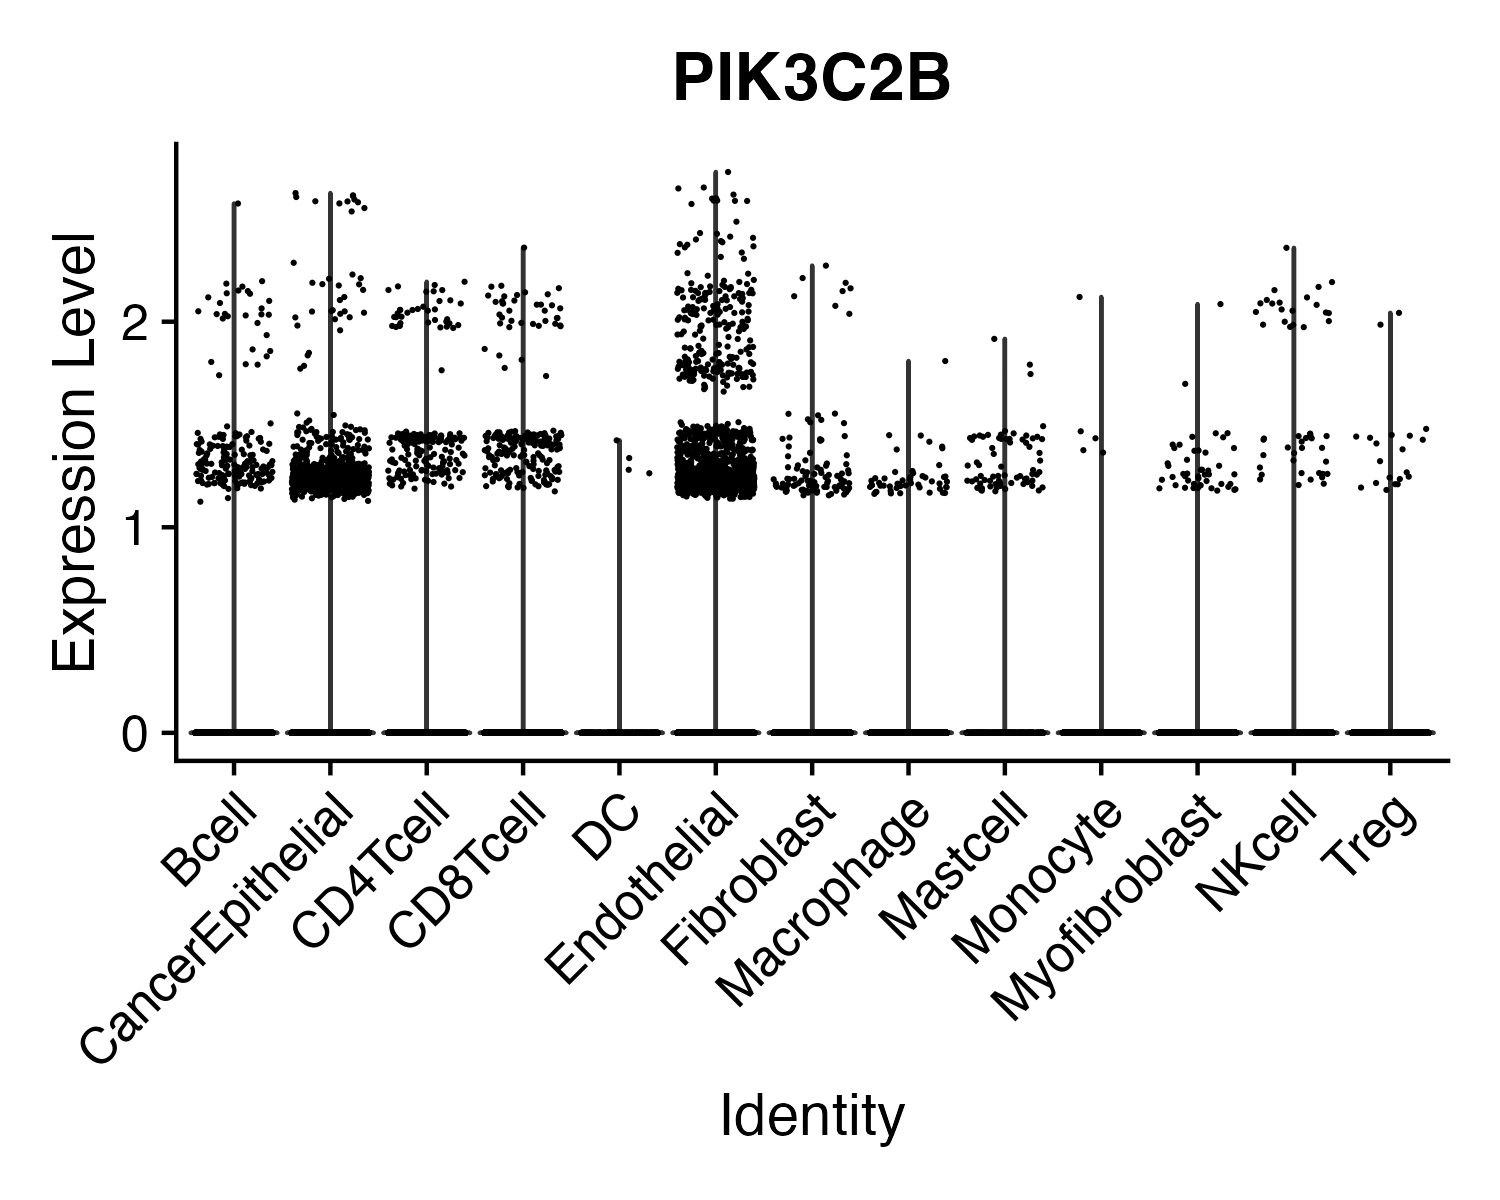 PIK3C2B
Expression Level
2
1
0
Bcell
CancerEpithelial
CD4Tcell
CD8Tcell
DC
Endothelial
Fibroblast
Macrophage
Mastcell
Monocyte
Myofibroblast
NKcell
Treg
Identity